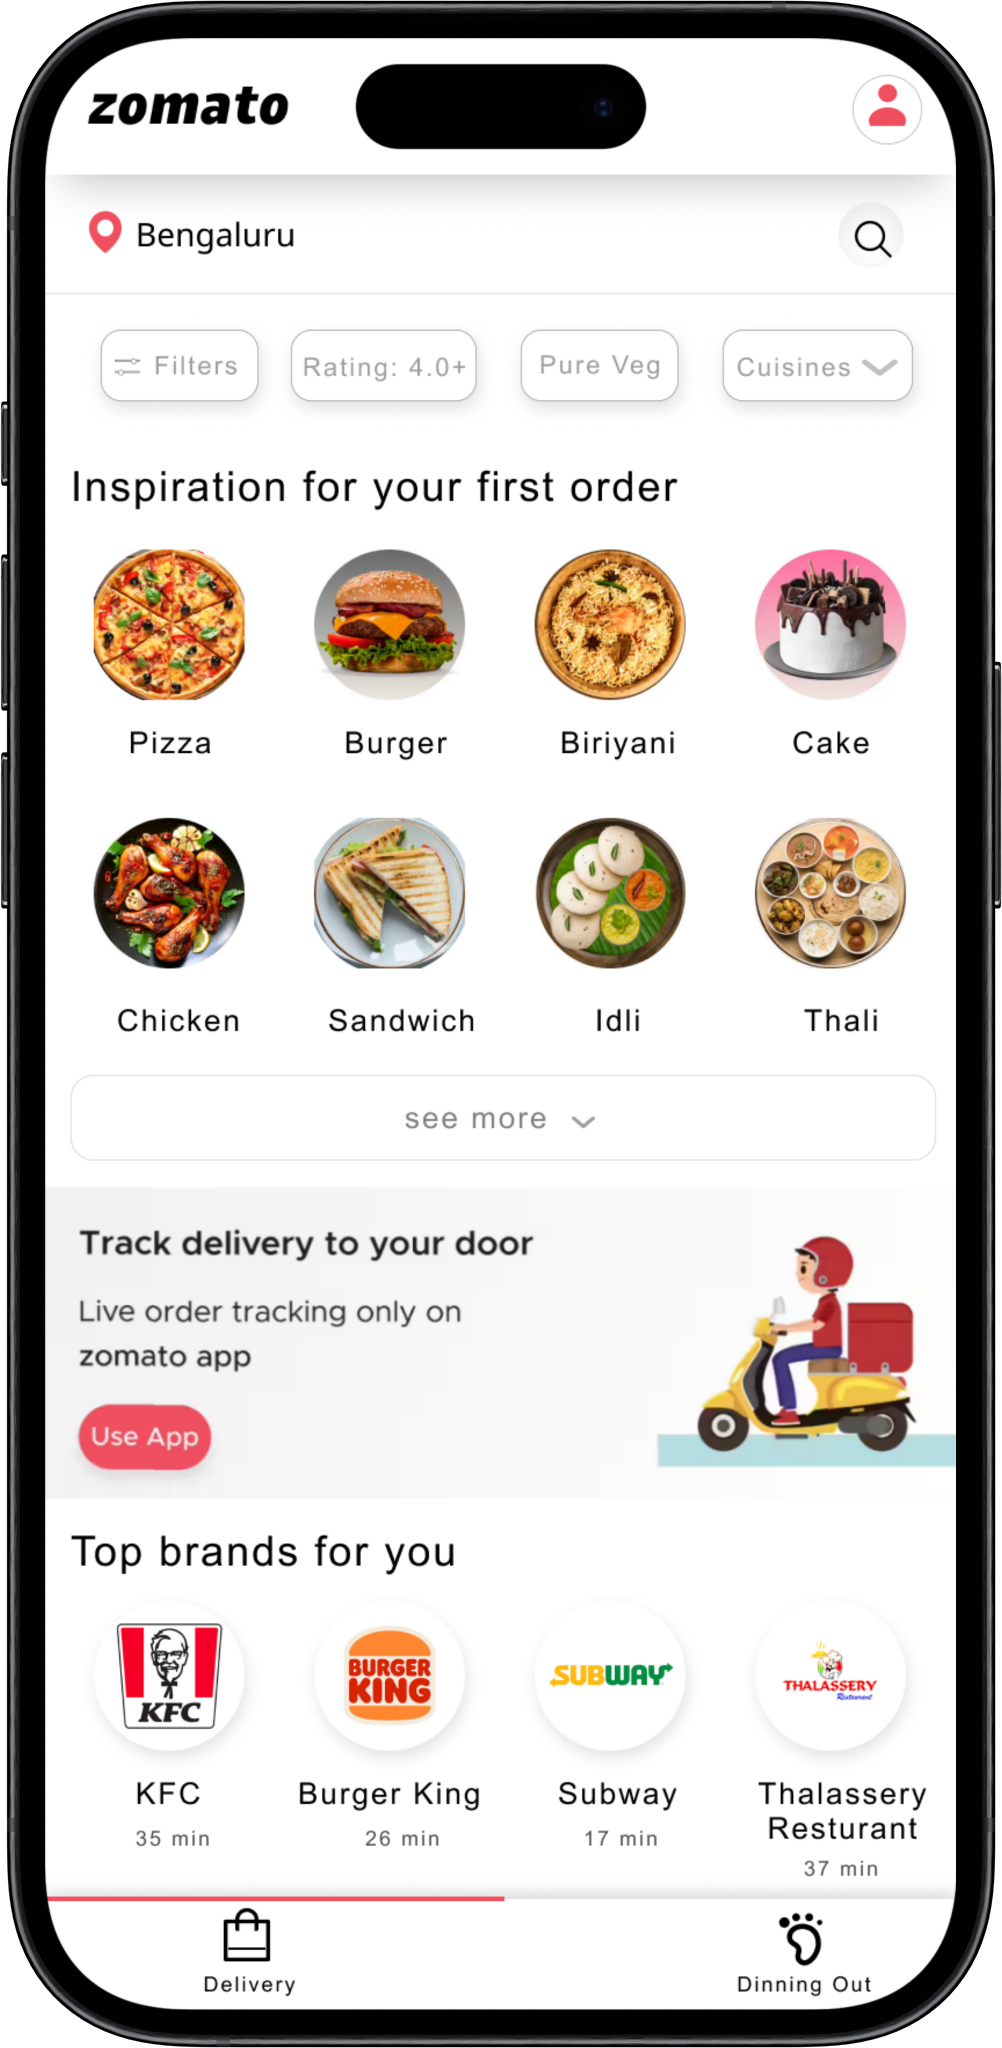 zomato
Bengaluru
Filters
Rating: 4.0+
Pure Veg
Cuisines
Inspiration for your first order
Pizza
Burger
Biriyani
Cake
Chicken
Sandwich
Idli
Thali
see more
Track delivery to your door
Live order tracking only on
zomato app
Use App
Top brands for you
KFC
BURGER
KING
SUBWAY
THALASSERY
Restaurant
KFC
Burger King
Subway
Thalassery
Resturant
35 min
26 min
17 min
37 min
Delivery
Dinning Out